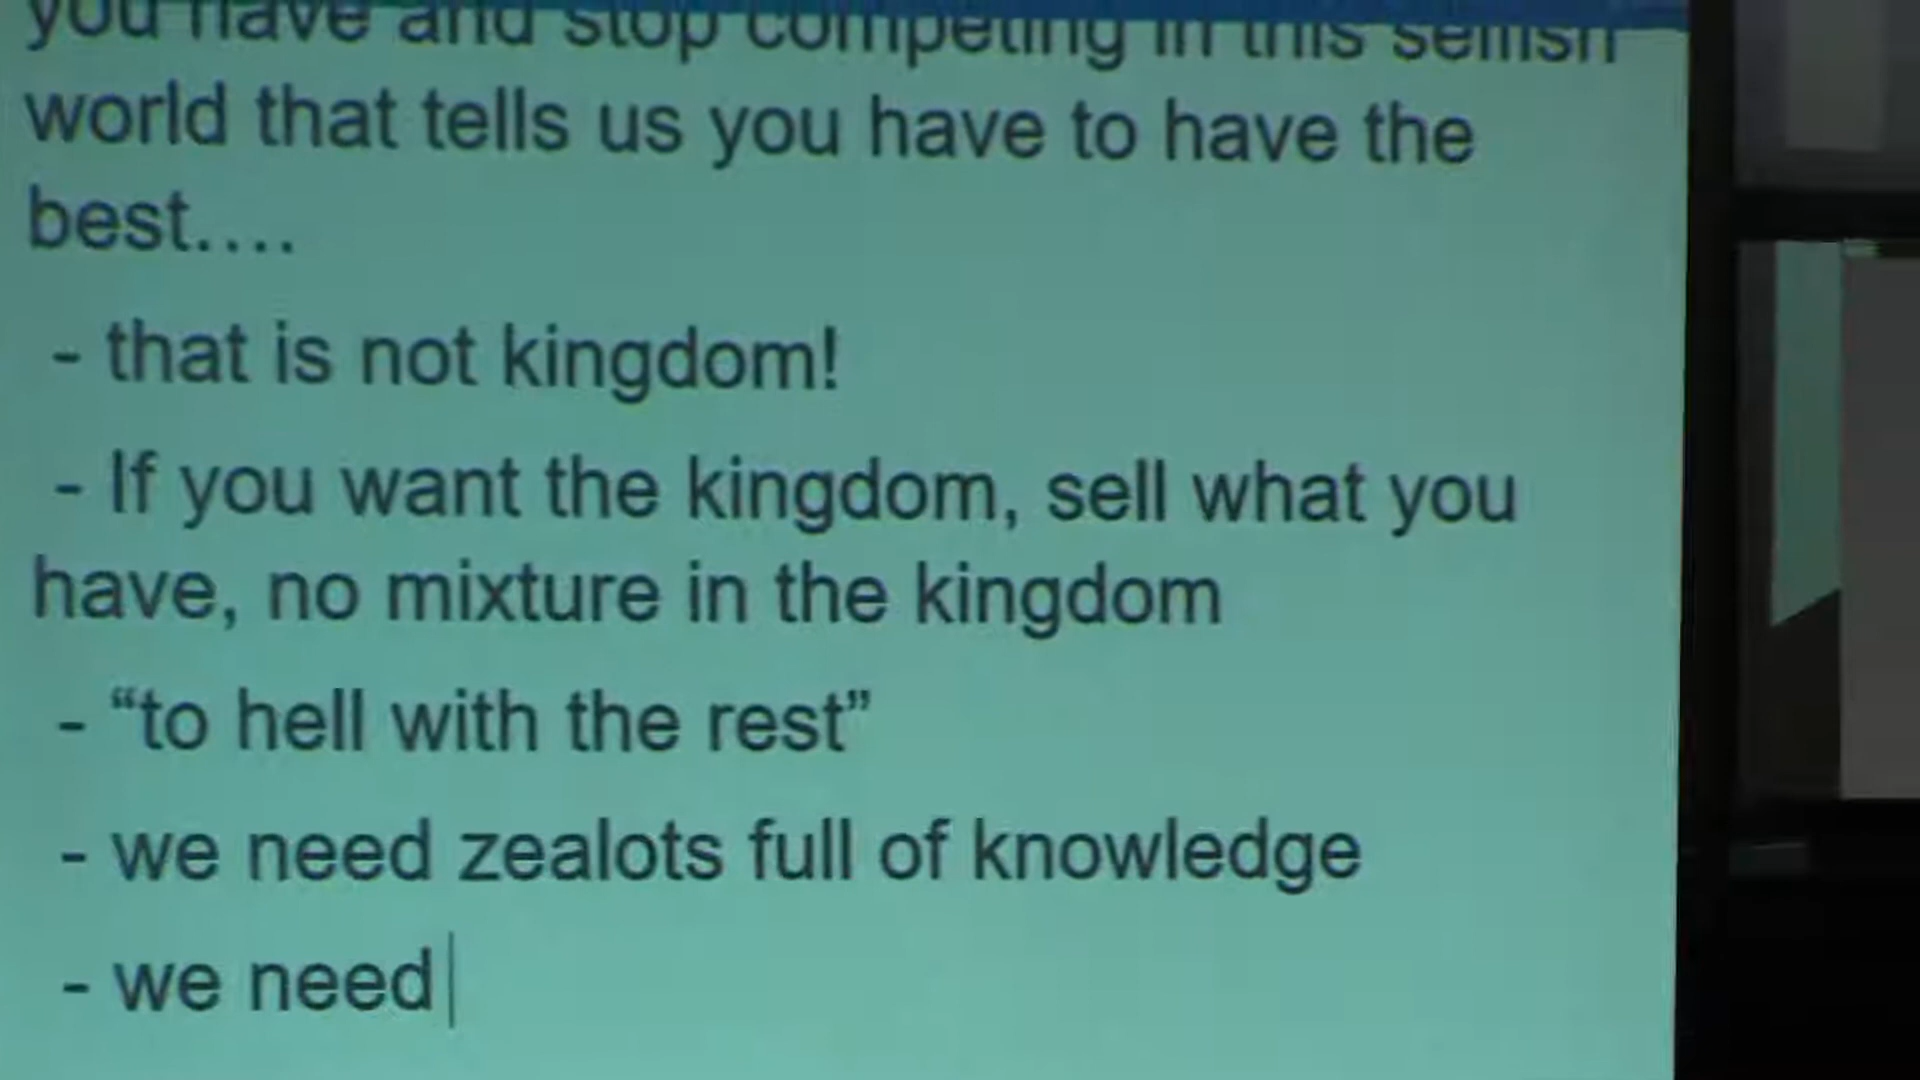 you have and stop competing in this selfish
world that tells us you have to have the
best....
- that is not kingdom!
- If you want the kingdom, sell what you
have, no mixture in the kingdom
- “to hell with the rest”
- we need zealots full of knowledge
- we need